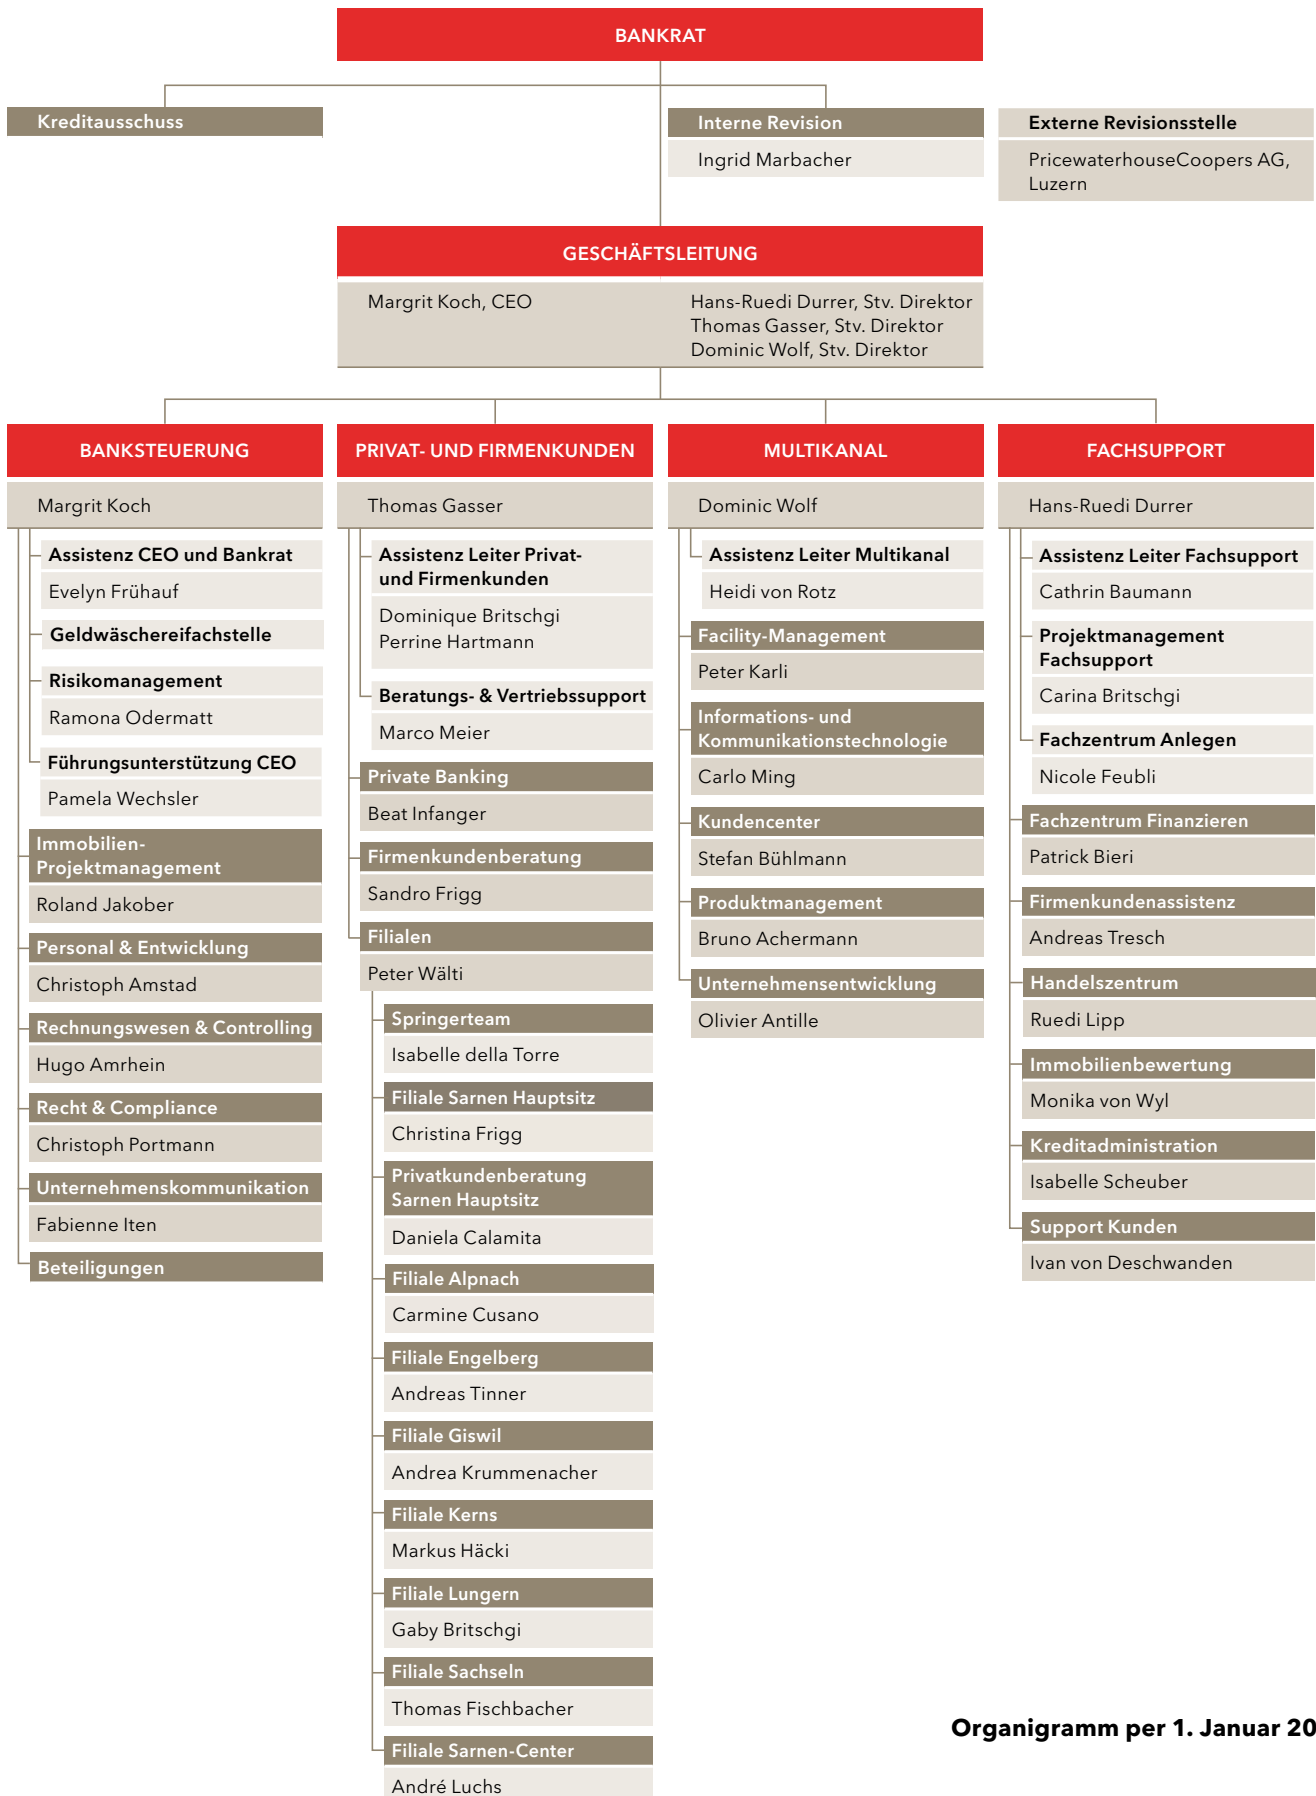 BANKRAT
Kreditausschuss
Interne Revision
Ingrid Marbacher
Externe Revisionsstelle
PricewaterhouseCoopers AG,
Luzern
GESCHÄFTSLEITUNG
Margrit Koch, CEO
Hans-Ruedi Durrer, Stv. Direktor
Thomas Gasser, Stv. Direktor
Dominic Wolf, Stv. Direktor
BANKSTEUERUNG
Margrit Koch
Assistenz CEO und Bankrat
Evelyn Frühauf
Geldwäschereifachstelle
Risikomanagement
Ramona Odermatt
Führungsunterstützung CEO
Pamela Wechsler
Immobilien-
Projektmanagement
Roland Jakober
Personal & Entwicklung
Christoph Amstad
Rechnungswesen & Controlling
Hugo Amrhein
Recht & Compliance
Christoph Portmann
Unternehmenskommunikation
Fabienne Iten
Beteiligungen
PRIVAT- UND FIRMENKUNDEN
Thomas Gasser
Assistenz Leiter Privat-
und Firmenkunden
Dominique Britschgi
Perrine Hartmann
Beratungs- & Vertriebssupport
Marco Meier
Private Banking
Beat Infanger
Firmenkundenberatung
Sandro Frigg
Filialen
Peter Wälti
Springerteam
Isabelle della Torre
Filiale Sarnen Hauptsitz
Christina Frigg
Privatkundenberatung
Sarnen Hauptsitz
Daniela Calamita
Filiale Alpnach
Carmine Cusano
Filiale Engelberg
Andreas Tinner
Filiale Giswil
Andrea Krummenacher
Filiale Kerns
Markus Häcki
Filiale Lungern
Gaby Britschgi
Filiale Sachseln
Thomas Fischbacher
Filiale Sarnen-Center
André Luchs
MULTIKANAL
Dominic Wolf
Assistenz Leiter Multikanal
Heidi von Rotz
Facility-Management
Peter Karli
Informations- und
Kommunikationstechnologie
Carlo Ming
Kundencenter
Stefan Bühlmann
Produktmanagement
Bruno Achermann
Unternehmensentwicklung
Olivier Antille
FACHSUPPORT
Hans-Ruedi Durrer
Assistenz Leiter Fachsupport
Cathrin Baumann
Projektmanagement
Fachsupport
Carina Britschgi
Fachzentrum Anlegen
Nicole Feubli
Fachzentrum Finanzieren
Patrick Bieri
Firmenkundenassistenz
Andreas Tresch
Handelszentrum
Ruedi Lipp
Immobilienbewertung
Monika von Wyl
Kreditadministration
Isabelle Scheuber
Support Kunden
Ivan von Deschwanden
Organigramm per 1. Januar 20